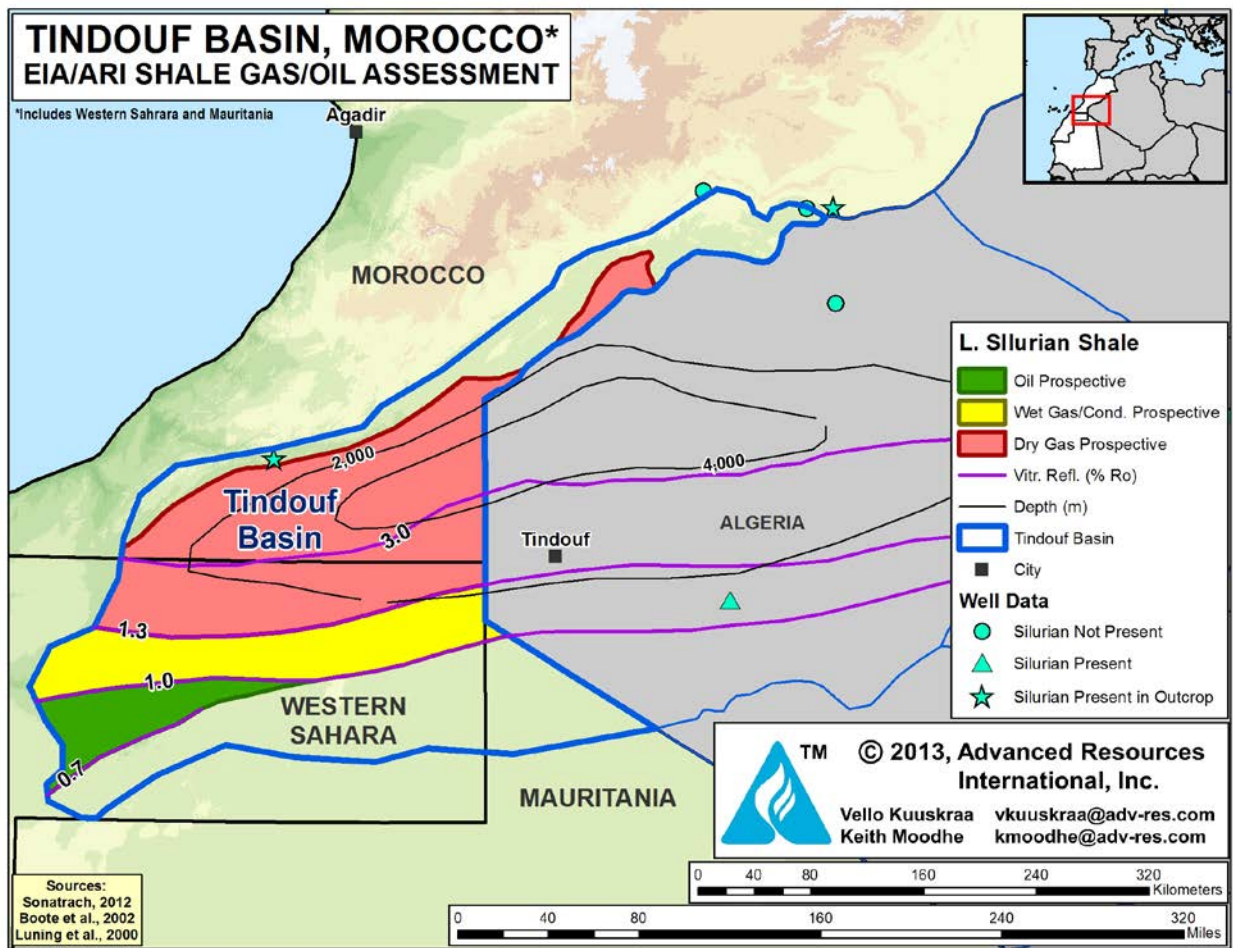 TINDOUF BASIN, MOROCCO*
EIA/ARI SHALE GAS/OIL ASSESSMENT
*Includes Western Sahrara and Mauritania
Agadir
MOROCCO
L. SIlurian Shale
Oil Prospective
Wet Gas/Cond. Prospective
Dry Gas Prospective
Vitr. Refl. (% Ro)
Depth (m)
Tindouf Basin
City
Well Data
Silurian Not Present
Silurian Present
Silurian Present in Outcrop
2,000
4,000
Tindouf
Basin
3.0
ALGERIA
Tindouf
1.3
1.0
WESTERN
SAHARA
0.7
MAURITANIA
TM
© 2013, Advanced Resources
International, Inc.
Vello Kuuskraa vkuuskraa@adv-res.com
Keith Moodhe kmoodhe@adv-res.com
Sources:
Sonatrach, 2012
Boote et al., 2002
Luning et al., 2000
0 40 80 160 240 320
Kilometers
0 40 80 160 240 320
Miles